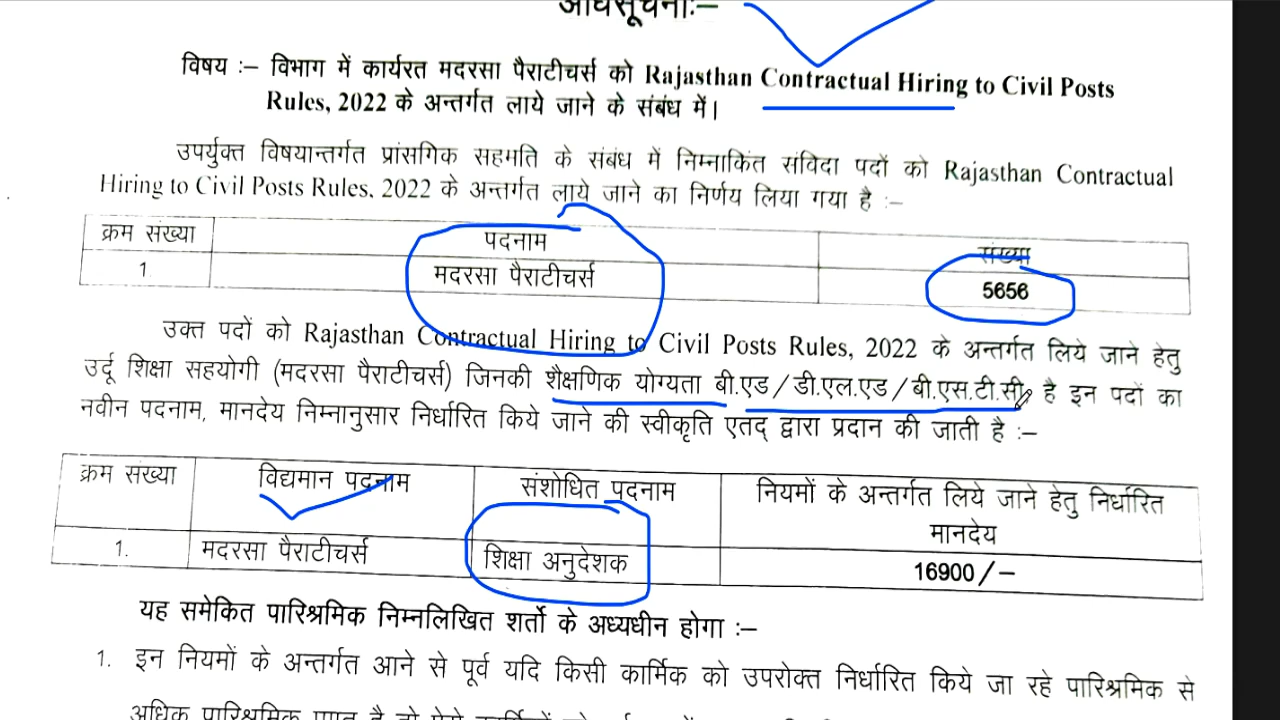 अधिसूचनाः–
विषय :– विभाग में कार्यरत मदरसा पैराटीचर्स को Rajasthan Contractual Hiring to Civil Posts
Rules, 2022 के अन्तर्गत लाये जाने के संबंध में।
उपर्युक्त विषयान्तर्गत प्रांसगिक सहमति के संबंध में निम्नाकिंत संविदा पदों को Rajasthan Contractual
Hiring to Civil Posts Rules, 2022 के अन्तर्गत लाये जाने का निर्णय लिया गया है :–
क्रम संख्या पदनाम संख्या
1. मदरसा पैराटीचर्स 5656
उक्त पदों को Rajasthan Contractual Hiring to Civil Posts Rules, 2022 के अन्तर्गत लिये जाने हेतु
उर्दू शिक्षा सहयोगी (मदरसा पैराटीचर्स) जिनकी शैक्षणिक योग्यता बी.एड/डी.एल.एड/बी.एस.टी.सी. है इन पदों का
नवीन पदनाम, मानदेय निम्नानुसार निर्धारित किये जाने की स्वीकृति एतद् द्वारा प्रदान की जाती है :–
क्रम संख्या विद्यमान पदनाम संशोधित पदनाम नियमों के अन्तर्गत लिये जाने हेतु निर्धारित
मानदेय
1. मदरसा पैराटीचर्स शिक्षा अनुदेशक 16900/–
यह समेकित पारिश्रमिक निम्नलिखित शर्तो के अध्यधीन होगा :–
1. इन नियमों के अन्तर्गत आने से पूर्व यदि किसी कार्मिक को उपरोक्त निर्धारित किये जा रहे पारिश्रमिक से
अधिक पारिश्रमिक